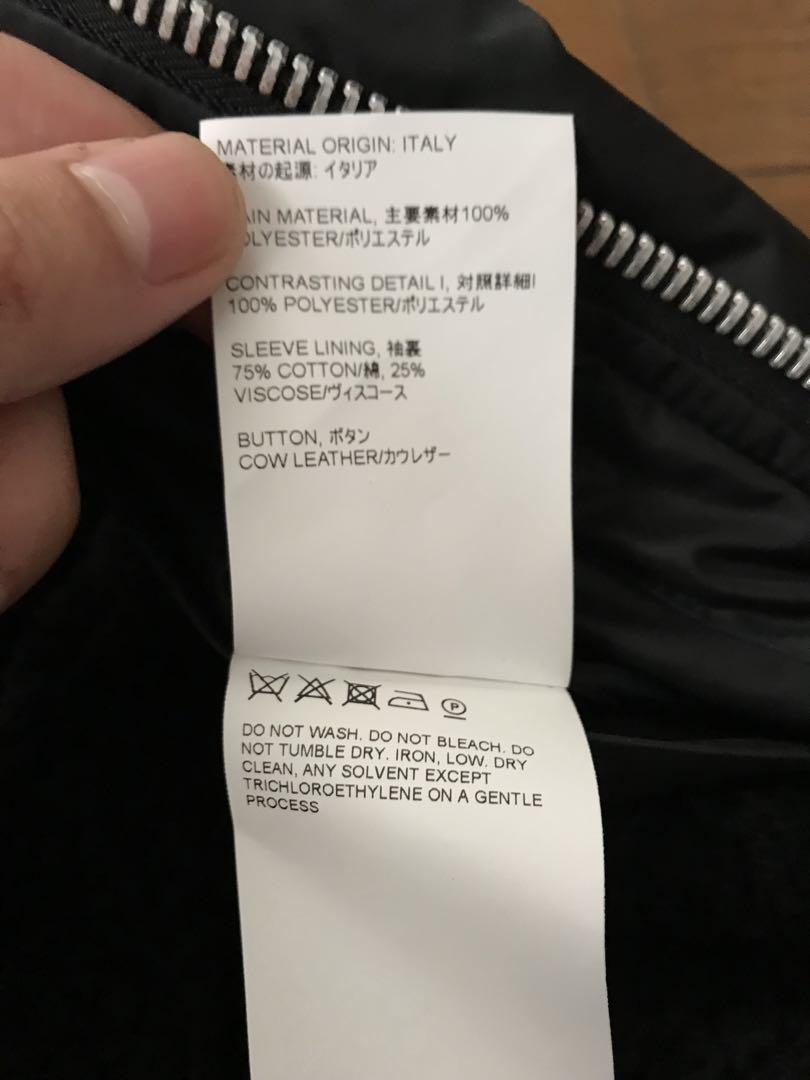 MATERIAL ORIGIN: ITALY
素材の起源: イタリア
MAIN MATERIAL, 主要素材100%
POLYESTER/ポリエステル
CONTRASTING DETAIL I, 対照詳細I
100% POLYESTER/ポリエステル
SLEEVE LINING, 袖裏
75% COTTON/綿, 25%
VISCOSE/ヴィスコース
BUTTON, ボタン
COW LEATHER/カウレザー
P
DO NOT WASH. DO NOT BLEACH. DO
NOT TUMBLE DRY. IRON, LOW. DRY
CLEAN, ANY SOLVENT EXCEPT
TRICHLOROETHYLENE ON A GENTLE
PROCESS